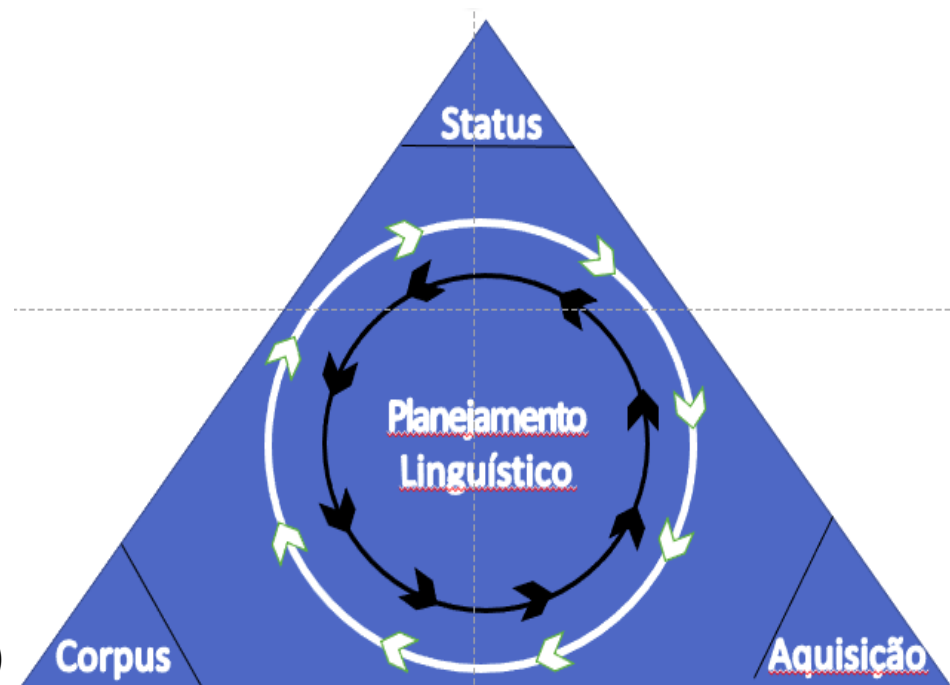 Status
Planejamento
Linguístico
)
Corpus
Aquisição